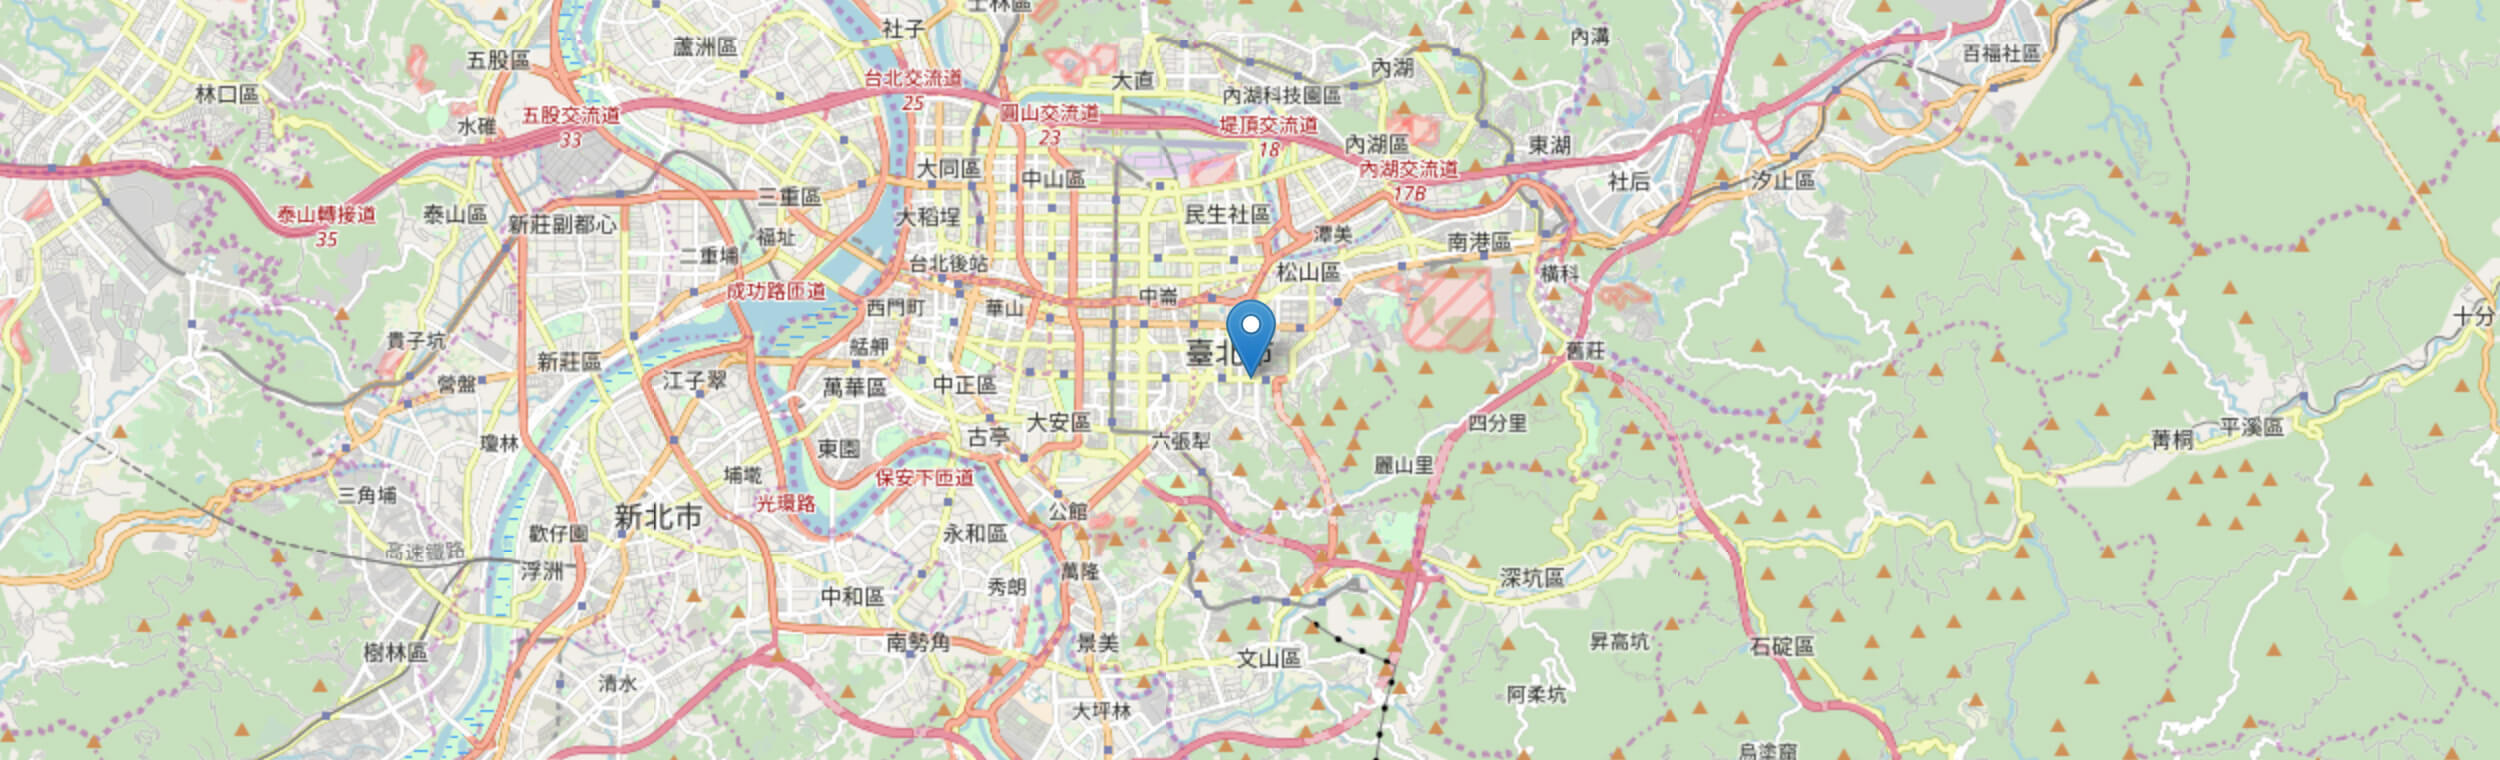 士林區
社子
內溝
蘆洲區
百福社區
五股區
內湖
台北交流道
25
大直
林口區
內湖科技園區
五股交流道
33
圓山交流道
23
水碓
堤頂交流道
18
內湖區
東湖
大同區
內湖交流道
17B
中山區
社后
汐止區
三重區
泰山轉接道
35
泰山區
大稻埕
民生社區
新莊副都心
福址
潭美
南港區
二重埔
台北後站
松山區
橫科
成功路匝道
中崙
西門町
華山
十分
貴子坑
艋舺
臺北市
舊莊
新莊區
江子翠
營盤
萬華區
中正區
大安區
四分里
平溪區
瓊林
東園
古亭
六張犁
菁桐
麗山里
埔墘
保安下匝道
三角埔
光環路
公館
新北市
歡仔園
永和區
高速鐵路
浮洲
萬隆
深坑區
秀朗
中和區
南勢角
景美
昇高坑
石碇區
樹林區
文山區
清水
阿柔坑
大坪林
烏塗窟